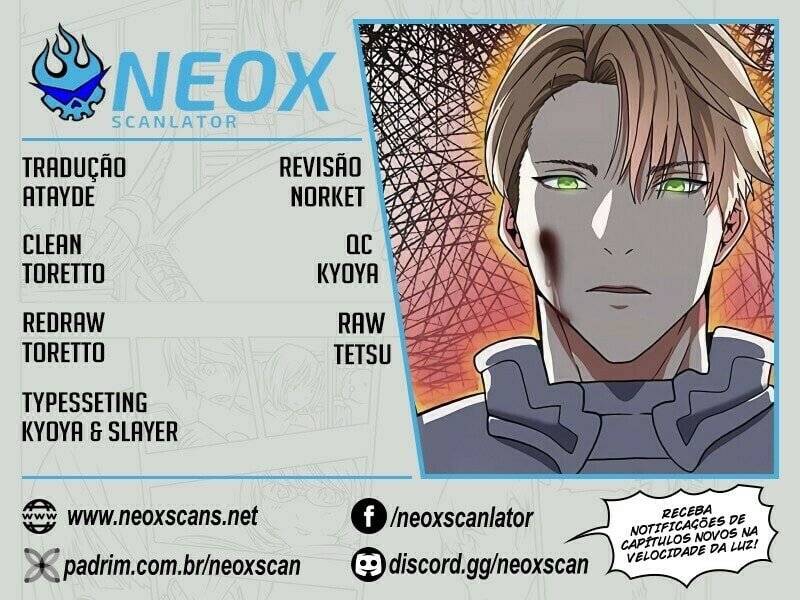 NEOX
SCANLATOR
TRADUÇÃO
ATAYDE
REVISÃO
NORKET
CLEAN
TORETTO
QC
KYOYA
REDRAW
TORETTO
RAW
TETSU
TYPESSETING
KYOYA & SLAYER
www
www.neoxscans.net
f
/neoxscanlator
padrim.com.br/neoxscan
discord.gg/neoxscan
RECEBA
NOTIFICAÇÕES DE
CAPÍTULOS NOVOS NA
VELOCIDADE DA LUZ!